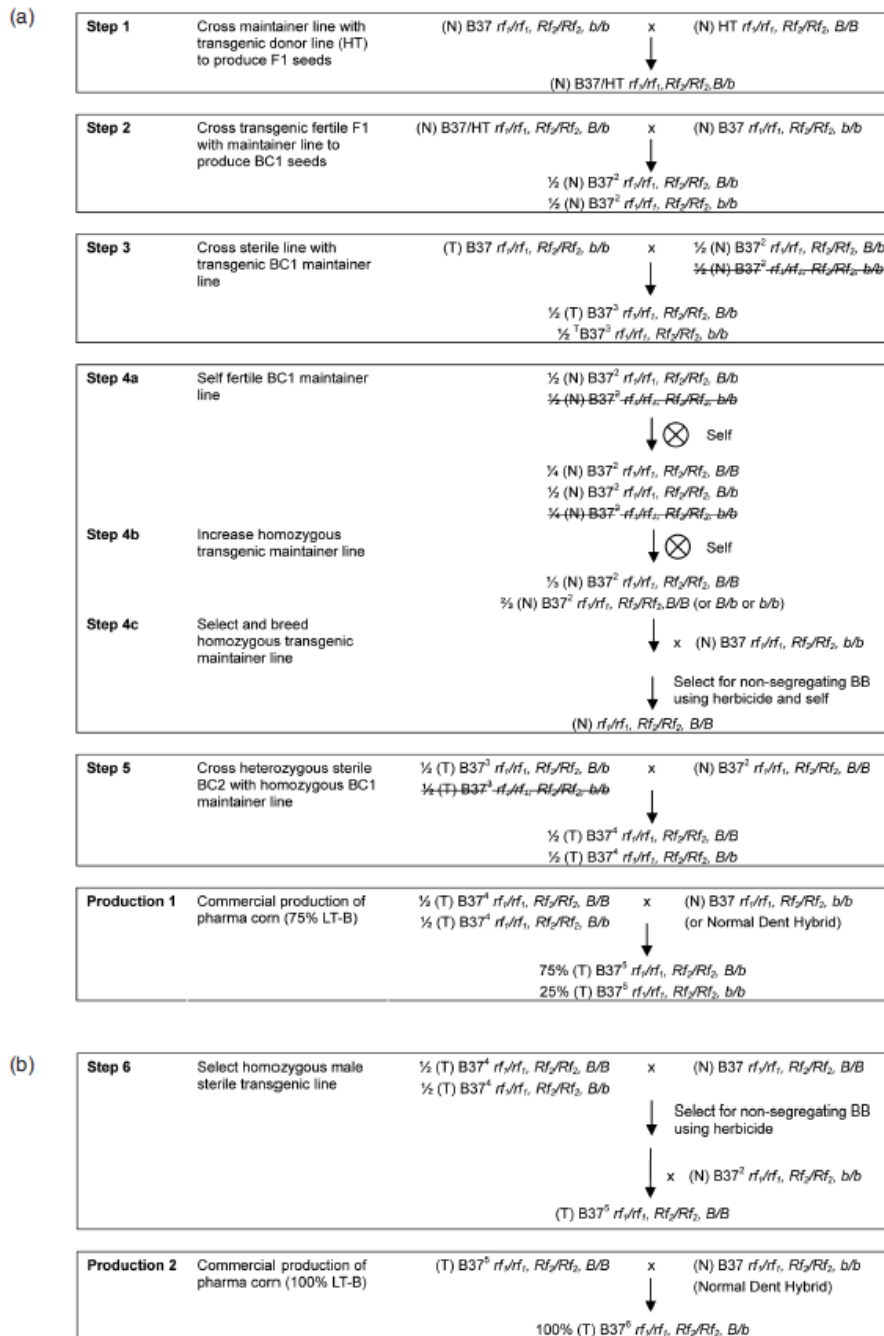 (a)
Step 1 Cross maintainer line with transgenic donor line (HT) to produce F1 seeds
(N) B37 rf₁/rf₁, Rf₂/Rf₂, b/b x (N) HT rf₁/rf₁, Rf₂/Rf₂, B/B
(N) B37/HT rf₁/rf₁,Rf₂/Rf₂,B/b
Step 2 Cross transgenic fertile F1 with maintainer line to produce BC1 seeds
(N) B37/HT rf₁/rf₁, Rf₂/Rf₂, B/b x (N) B37 rf₁/rf₁, Rf₂/Rf₂, b/b
½ (N) B37² rf₁/rf₁, Rf₂/Rf₂, B/b
½ (N) B37² rf₁/rf₁, Rf₂/Rf₂, b/b
Step 3 Cross sterile line with transgenic BC1 maintainer line
(T) B37 rf₁/rf₁, Rf₂/Rf₂, b/b x ½ (N) B37² rf₁/rf₁, Rf₂/Rf₂, B/b
½ (N) B37² rf₁/rf₁, Rf₂/Rf₂, b/b
½ (T) B37³ rf₁/rf₁, Rf₂/Rf₂, B/b
½ ᵀB37³ rf₁/rf₁, Rf₂/Rf₂, b/b
Step 4a Self fertile BC1 maintainer line
½ (N) B37² rf₁/rf₁, Rf₂/Rf₂, B/b
½ (N) B37² rf₁/rf₁, Rf₂/Rf₂, b/b
Self
¼ (N) B37² rf₁/rf₁, Rf₂/Rf₂, B/B
½ (N) B37² rf₁/rf₁, Rf₂/Rf₂, B/b
¼ (N) B37² rf₁/rf₁, Rf₂/Rf₂, b/b
Step 4b Increase homozygous transgenic maintainer line
Self
⅓ (N) B37² rf₁/rf₁, Rf₂/Rf₂, B/B
⅔ (N) B37² rf₁/rf₁, Rf₂/Rf₂,B/B (or B/b or b/b)
Step 4c Select and breed homozygous transgenic maintainer line
x (N) B37 rf₁/rf₁, Rf₂/Rf₂, b/b
Select for non-segregating BB
using herbicide and self
(N) rf₁/rf₁, Rf₂/Rf₂, B/B
Step 5 Cross heterozygous sterile BC2 with homozygous BC1 maintainer line
½ (T) B37³ rf₁/rf₁, Rf₂/Rf₂, B/b x (N) B37² rf₁/rf₁, Rf₂/Rf₂, B/B
½ (T) B37³ rf₁/rf₁, Rf₂/Rf₂, b/b
½ (T) B37⁴ rf₁/rf₁, Rf₂/Rf₂, B/B
½ (T) B37⁴ rf₁/rf₁, Rf₂/Rf₂, B/b
Production 1 Commercial production of pharma corn (75% LT-B)
½ (T) B37⁴ rf₁/rf₁, Rf₂/Rf₂, B/B x (N) B37 rf₁/rf₁, Rf₂/Rf₂, b/b
½ (T) B37⁴ rf₁/rf₁, Rf₂/Rf₂, B/b (or Normal Dent Hybrid)
75% (T) B37⁵ rf₁/rf₁, Rf₂/Rf₂, B/b
25% (T) B37⁵ rf₁/rf₁, Rf₂/Rf₂, b/b
(b)
Step 6 Select homozygous male sterile transgenic line
½ (T) B37⁴ rf₁/rf₁, Rf₂/Rf₂, B/B x (N) B37 rf₁/rf₁, Rf₂/Rf₂, B/B
½ (T) B37⁴ rf₁/rf₁, Rf₂/Rf₂, B/b
Select for non-segregating BB
using herbicide
x (N) B37² rf₁/rf₁, Rf₂/Rf₂, b/b
(T) B37⁵ rf₁/rf₁, Rf₂/Rf₂, B/B
Production 2 Commercial production of pharma corn (100% LT-B)
(T) B37⁵ rf₁/rf₁, Rf₂/Rf₂, B/B x (N) B37 rf₁/rf₁, Rf₂/Rf₂, b/b
(Normal Dent Hybrid)
100% (T) B37⁶ rf₁/rf₁, Rf₂/Rf₂, B/b